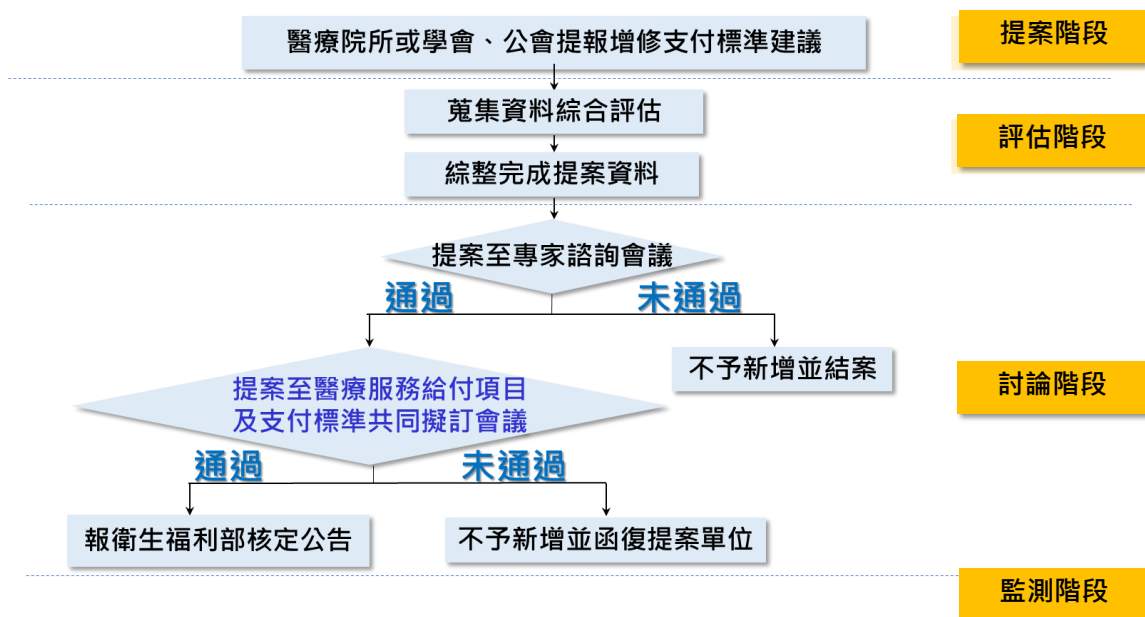 醫療院所或學會、公會提報增修支付標準建議
提案階段
蒐集資料綜合評估
評估階段
綜整完成提案資料
提案至專家諮詢會議
通過
未通過
不予新增並結案
提案至醫療服務給付項目
及支付標準共同擬訂會議
討論階段
通過
未通過
報衛生福利部核定公告
不予新增並函復提案單位
監測階段